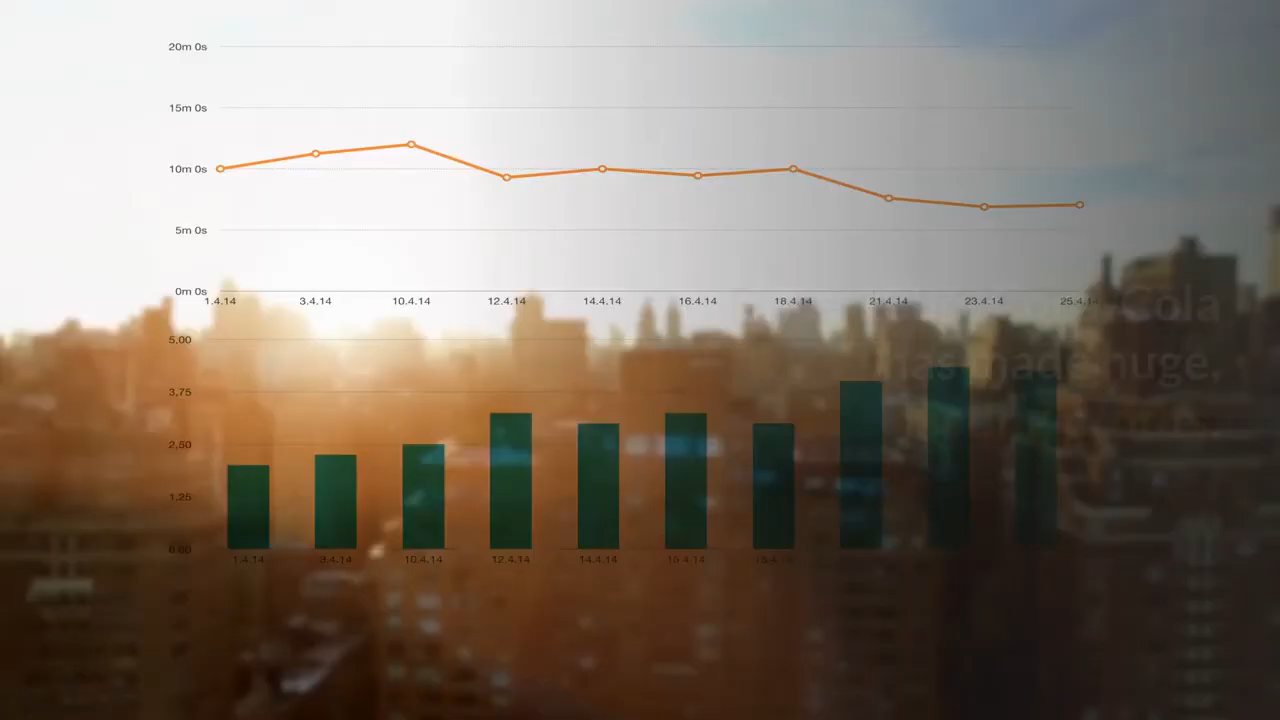 20m 0s
15m 0s
10m 0s
5m 0s
0m 0s
1.4.14 3.4.14 10.4.14 12.4.14 14.4.14 16.4.14 18.4.14 21.4.14 23.4.14 25.4.14
Cola
has made huge,
5,00
3,75
2,50
1,25
0,00
1.4.14 3.4.14 10.4.14 12.4.14 14.4.14 16.4.14 18.4.14